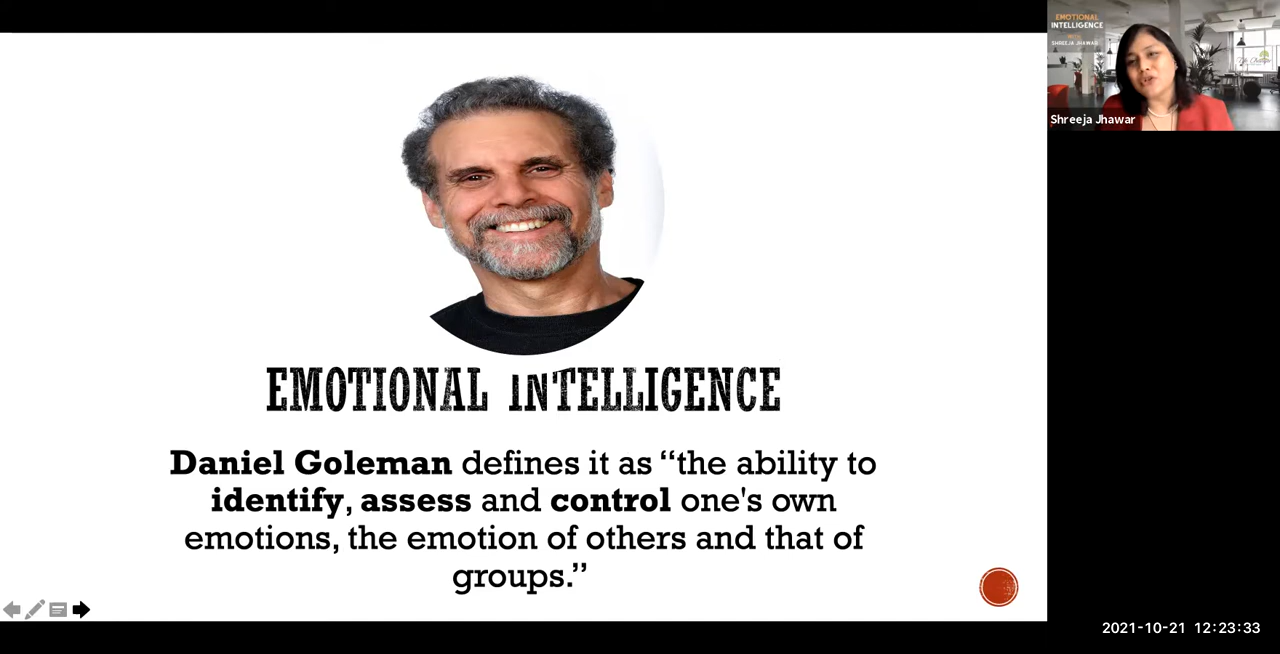 EMOTIONAL INTELLIGENCE
Daniel Goleman defines it as “the ability to
identify, assess and control one's own
emotions, the emotion of others and that of
groups.”
EMOTIONAL
INTELLIGENCE
SHREEJA JHAWAR
Shreeja Jhawar
2021-10-21 12:23:33